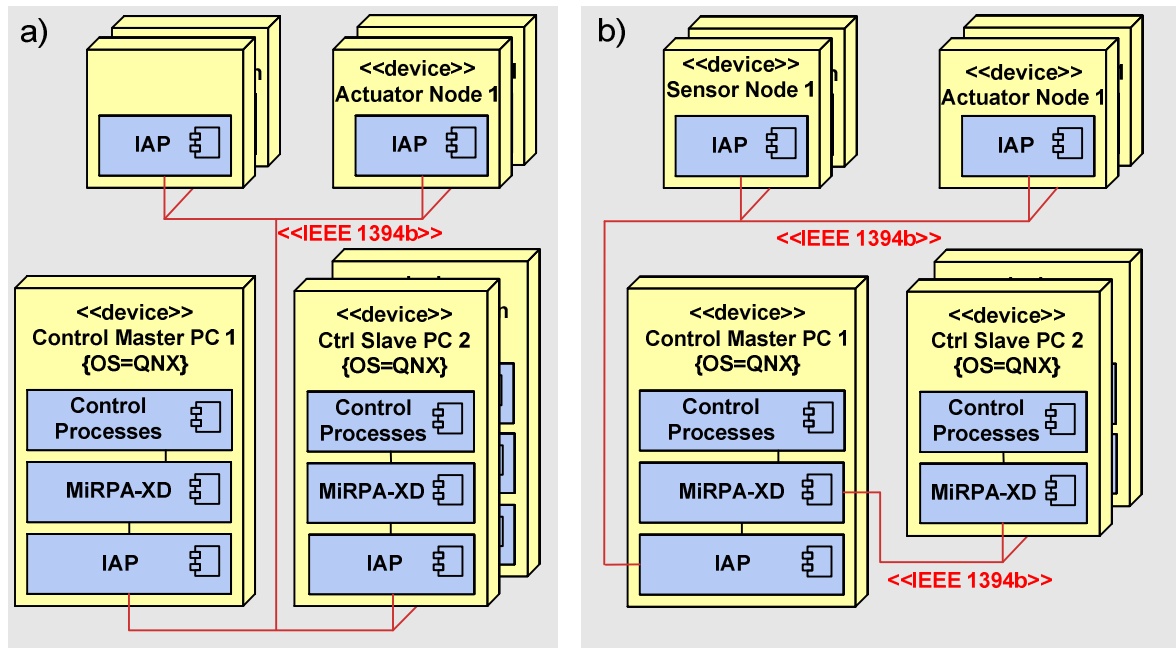 a)
<<device>>
Actuator Node 1
IAP
IAP
<<IEEE 1394b>>
<<device>>
Control Master PC 1
{OS=QNX}
Control
Processes
MiRPA-XD
IAP
<<device>>
Ctrl Slave PC 2
{OS=QNX}
Control
Processes
MiRPA-XD
IAP
b)
<<device>>
Sensor Node 1
IAP
<<device>>
Actuator Node 1
IAP
<<IEEE 1394b>>
<<device>>
Control Master PC 1
{OS=QNX}
Control
Processes
MiRPA-XD
IAP
<<device>>
Ctrl Slave PC 2
{OS=QNX}
Control
Processes
MiRPA-XD
<<IEEE 1394b>>